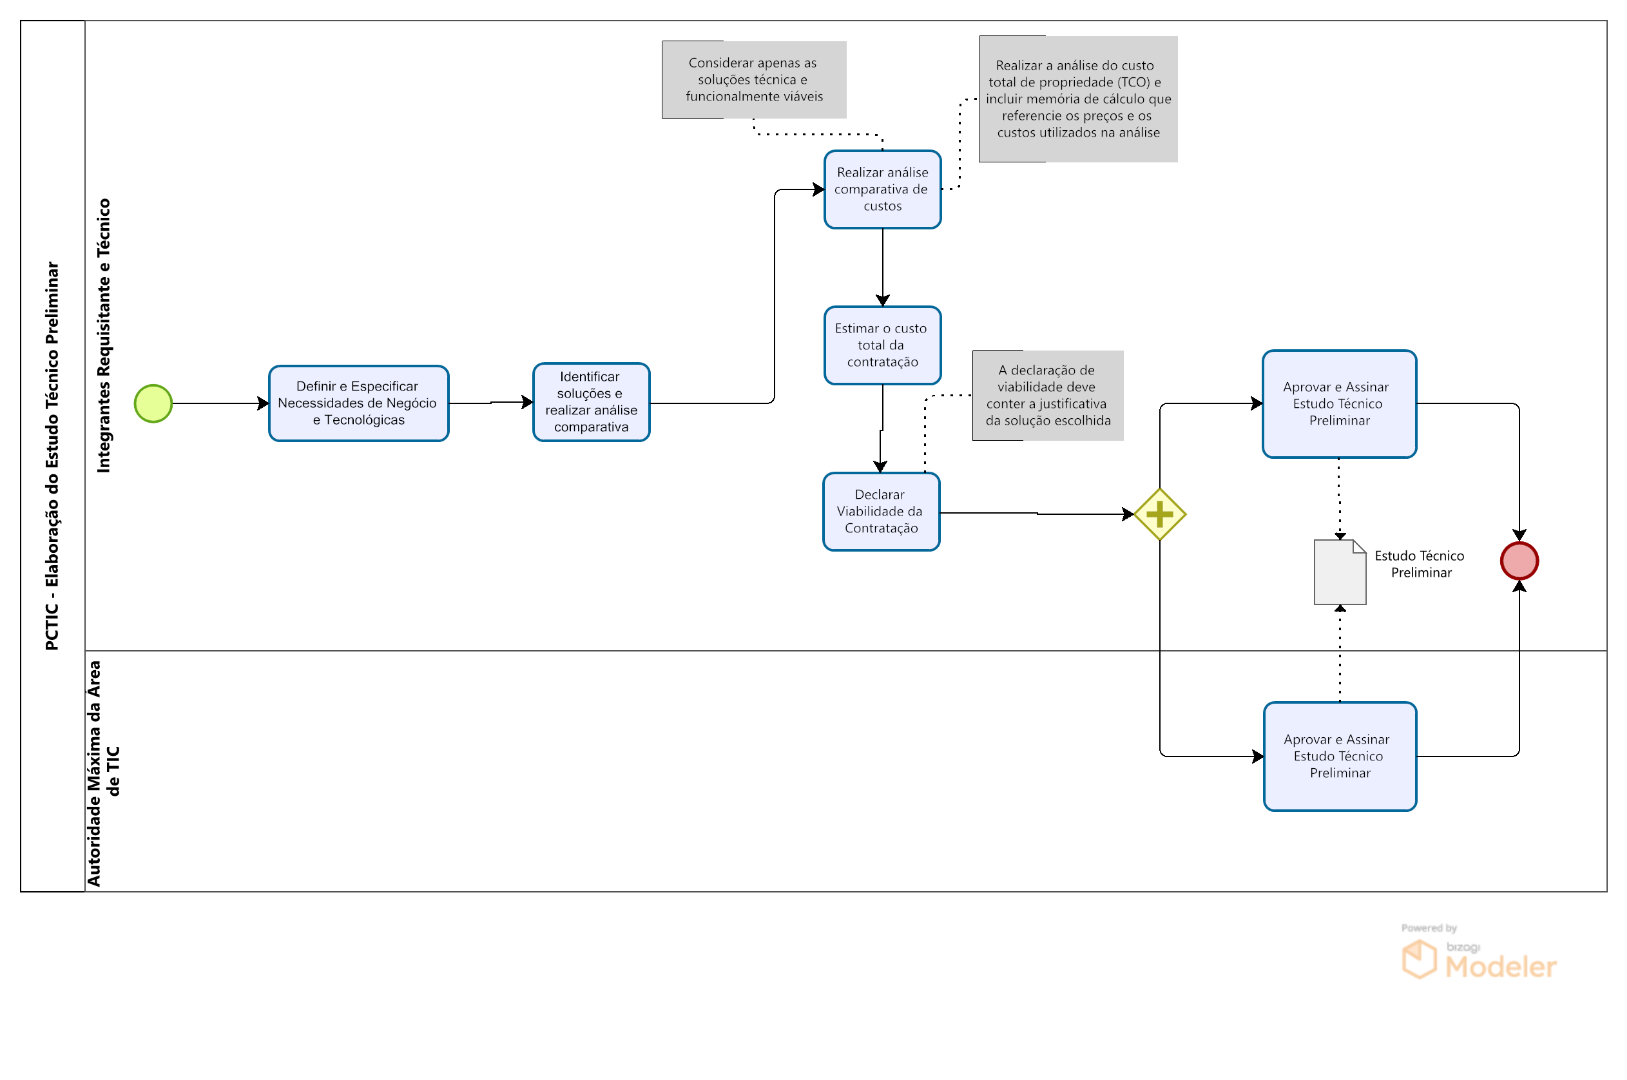 PCTIC - Elaboração do Estudo Técnico Preliminar
Integrantes Requisitante e Técnico
Considerar apenas as
soluções técnica e
funcionalmente viáveis
Realizar a análise do custo
total de propriedade (TCO) e
incluir memória de cálculo que
referencie os preços e os
custos utilizados na análise
Realizar análise
comparativa de
custos
Definir e Especificar
Necessidades de Negócio
e Tecnológicas
Identificar
soluções e
realizar análise
comparativa
Estimar o custo
total da
contratação
A declaração de
viabilidade deve
conter a justificativa
da solução escolhida
Declarar
Viabilidade da
Contratação
Aprovar e Assinar
Estudo Técnico
Preliminar
Estudo Técnico
Preliminar
Autoridade Máxima da Área
de TIC
Aprovar e Assinar
Estudo Técnico
Preliminar
Powered by
bizagi
Modeler